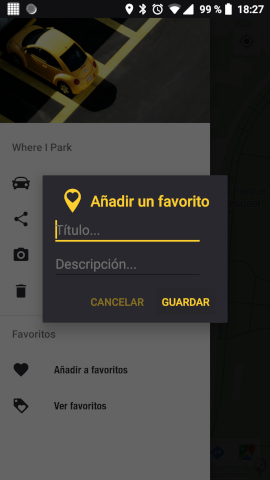 99 % 18:27
Where I Park
Añadir un favorito
Título...
Descripción...
CANCELAR GUARDAR
Favoritos
Añadir a favoritos
Ver favoritos